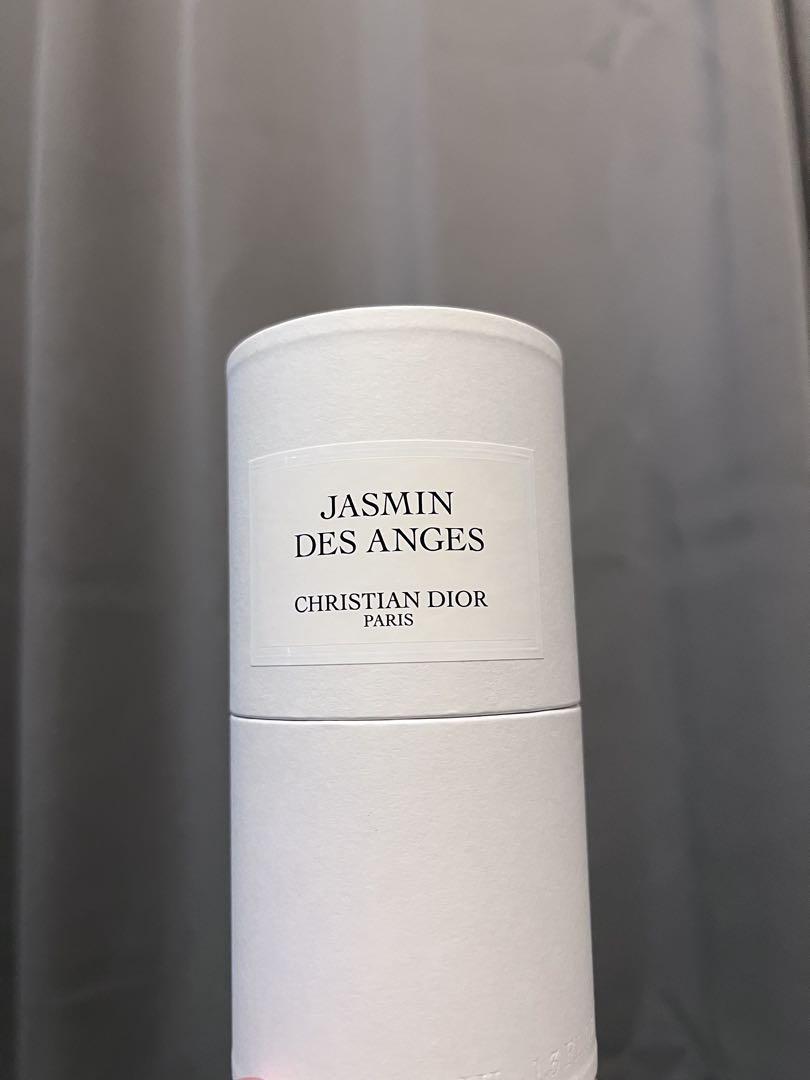 JASMIN
DES ANGES
CHRISTIAN DIOR
PARIS